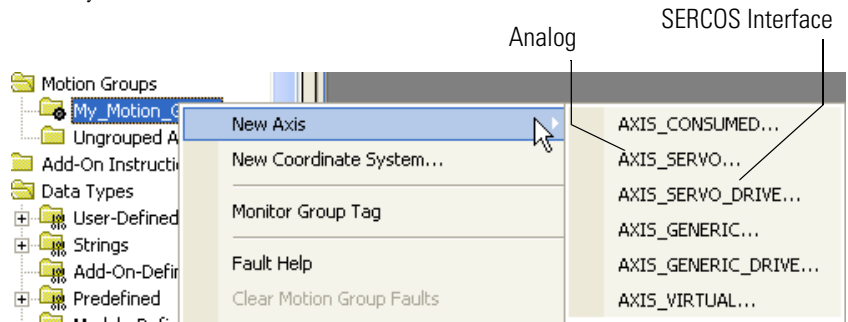 SERCOS Interface
Analog
Motion Groups
My_Motion_G
Ungrouped A
Add-On Instructi
Data Types
User-Defined
Strings
Add-On-Defir
Predefined
New Axis
New Coordinate System...
Monitor Group Tag
Fault Help
Clear Motion Group Faults
AXIS_CONSUMED...
AXIS_SERVO...
AXIS_SERVO_DRIVE...
AXIS_GENERIC...
AXIS_GENERIC_DRIVE...
AXIS_VIRTUAL...